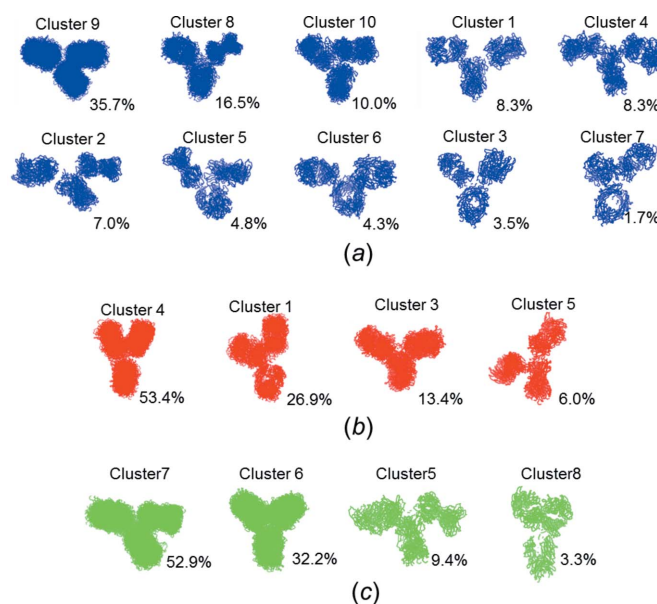 Cluster 9 Cluster 8 Cluster 10 Cluster 1 Cluster 4
35.7% 16.5% 10.0% 8.3% 8.3%
Cluster 2 Cluster 5 Cluster 6 Cluster 3 Cluster 7
7.0% 4.8% 4.3% 3.5% 1.7%
(a)
Cluster 4 Cluster 1 Cluster 3 Cluster 5
53.4% 26.9% 13.4% 6.0%
(b)
Cluster7 Cluster 6 Cluster5 Cluster8
52.9% 32.2% 9.4% 3.3%
(c)